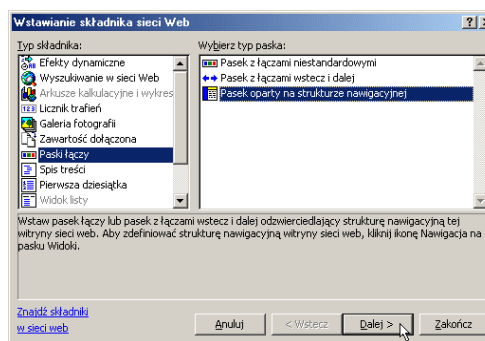 Wstawianie składnika sieci Web
Typ składnika:
Efekty dynamiczne
Wyszukiwanie w sieci Web
Arkusze kalkulacyjne i wykres
Licznik trafień
Galeria fotografii
Zawartość dołączona
Paski łączy
Spis treści
Pierwsza dziesiątka
Widok listy
Wybierz typ paska:
Pasek z łączami niestandardowymi
Pasek z łączami wstecz i dalej
Pasek oparty na strukturze nawigacyjnej
Wstaw pasek łączy lub pasek z łączami wstecz i dalej odzwierciedlający strukturę nawigacyjną tej
witryny sieci web. Aby zdefiniować strukturę nawigacyjną witryny sieci web, kliknij ikonę Nawigacja na
pasku Widoki.
Znajdź składniki
w sieci web
Anuluj
< Wstecz
Dalej >
Zakończ